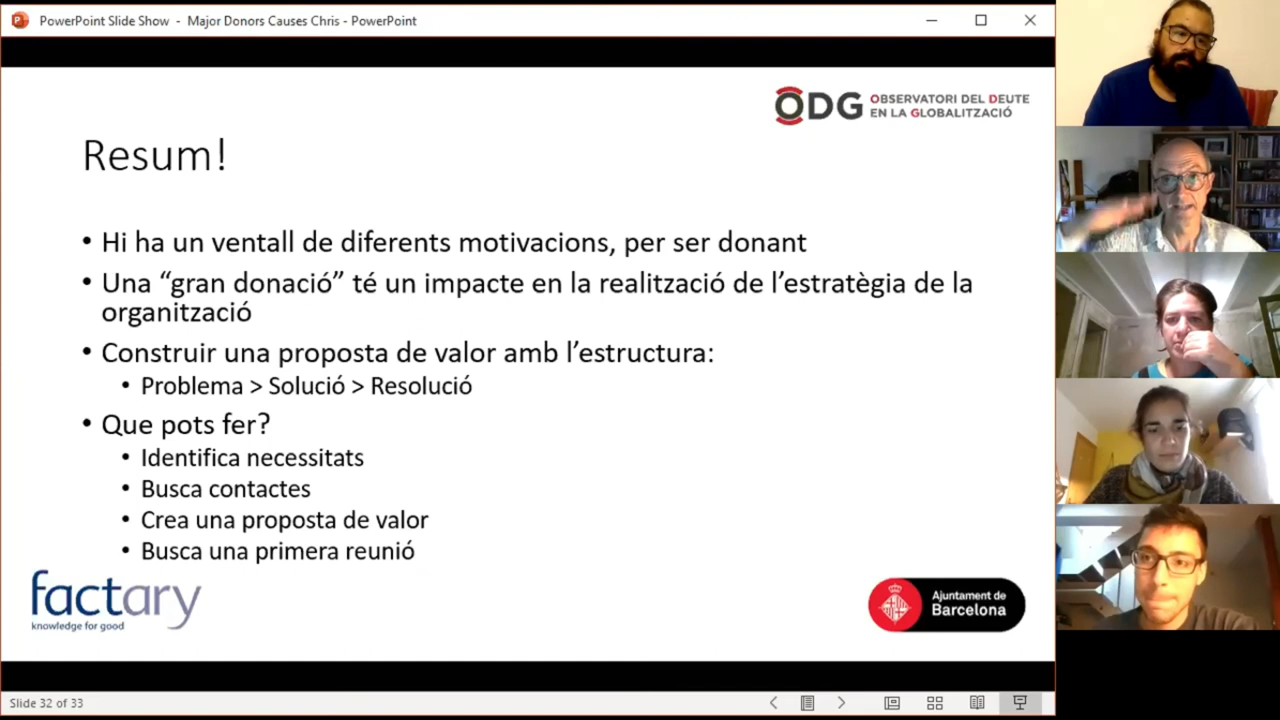 PowerPoint Slide Show - Major Donors Causes Chris - PowerPoint
ODG OBSERVATORI DEL DEUTE
EN LA GLOBALITZACIÓ
Resum!
• Hi ha un ventall de diferents motivacions, per ser donant
• Una “gran donació” té un impacte en la realització de l’estratègia de la
organització
• Construir una proposta de valor amb l’estructura:
• Problema > Solució > Resolució
• Que pots fer?
• Identifica necessitats
• Busca contactes
• Crea una proposta de valor
• Busca una primera reunió
factary
knowledge for good
Ajuntament de
Barcelona
Slide 32 of 33